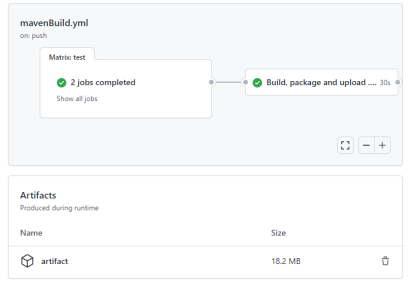 mavenBuild.yml
on: push
Matrix: test
2 jobs completed
Show all jobs
Build, package and upload .... 30s
Artifacts
Produced during runtime
Name Size
artifact 18.2 MB